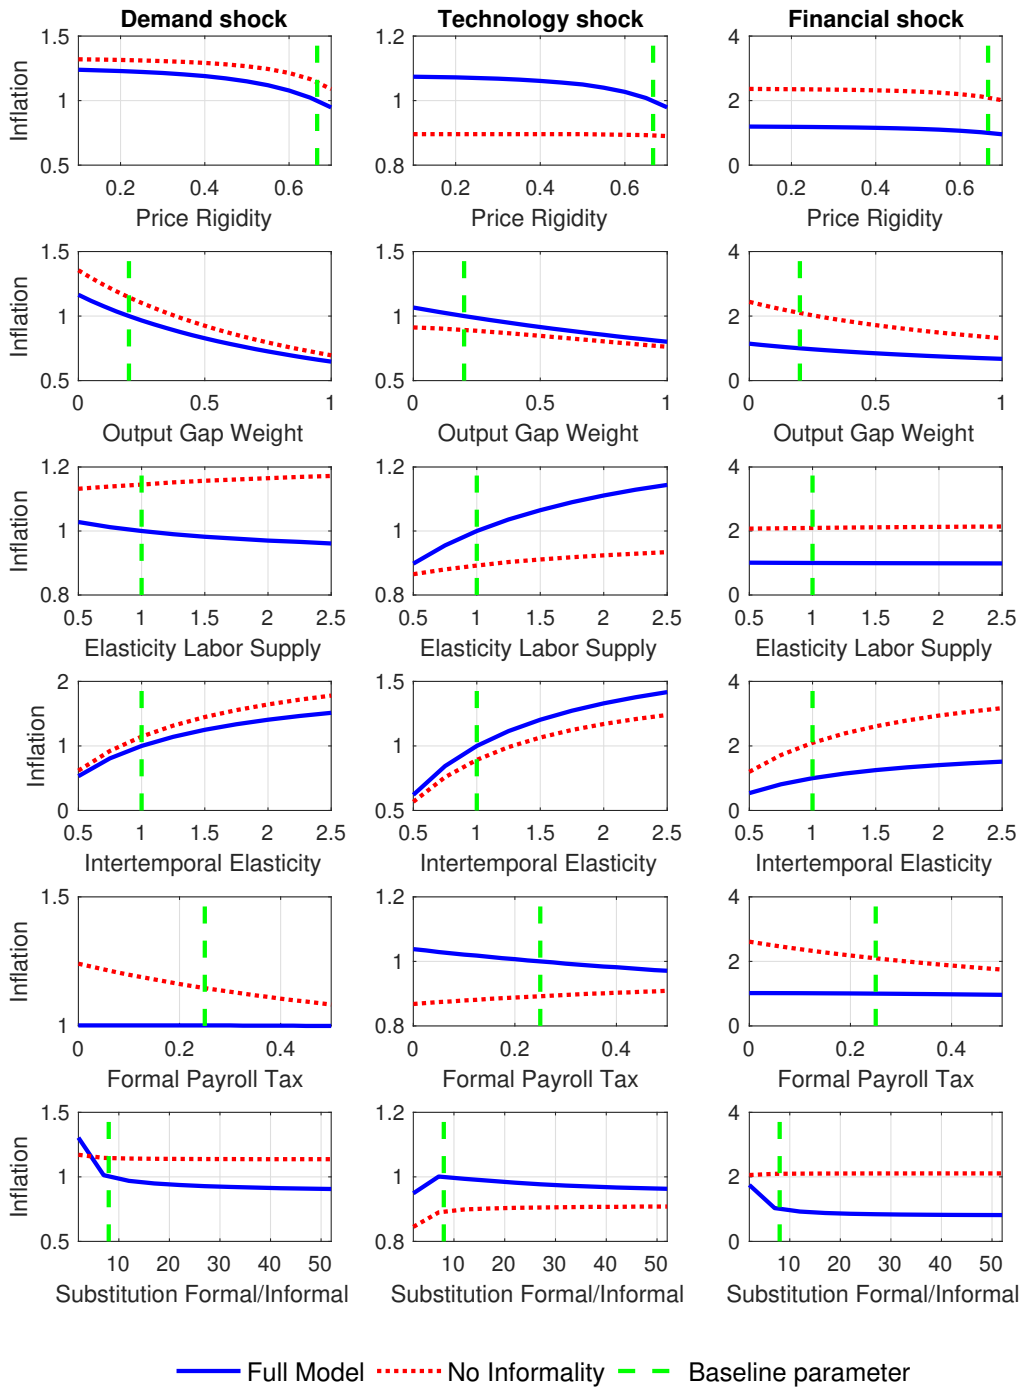 Demand shock
Technology shock
Financial shock
Inflation
1.5
1
0.5
0.2 0.4 0.6
Price Rigidity
1.2
1
0.8
0.2 0.4 0.6
Price Rigidity
4
2
0
0.2 0.4 0.6
Price Rigidity
Inflation
1.5
1
0.5
0 0.5 1
Output Gap Weight
1.5
1
0.5
0 0.5 1
Output Gap Weight
4
2
0
0 0.5 1
Output Gap Weight
Inflation
1.2
1
0.8
0.5 1 1.5 2 2.5
Elasticity Labor Supply
1.2
1
0.8
0.5 1 1.5 2 2.5
Elasticity Labor Supply
4
2
0
0.5 1 1.5 2 2.5
Elasticity Labor Supply
Inflation
2
1
0
0.5 1 1.5 2 2.5
Intertemporal Elasticity
1.5
1
0.5
0.5 1 1.5 2 2.5
Intertemporal Elasticity
4
2
0
0.5 1 1.5 2 2.5
Intertemporal Elasticity
Inflation
1.5
1
0 0.2 0.4
Formal Payroll Tax
1.2
1
0.8
0 0.2 0.4
Formal Payroll Tax
4
2
0
0 0.2 0.4
Formal Payroll Tax
Inflation
1.5
1
0.5
10 20 30 40 50
Substitution Formal/Informal
1.2
1
0.8
10 20 30 40 50
Substitution Formal/Informal
4
2
0
10 20 30 40 50
Substitution Formal/Informal
Full Model No Informality Baseline parameter